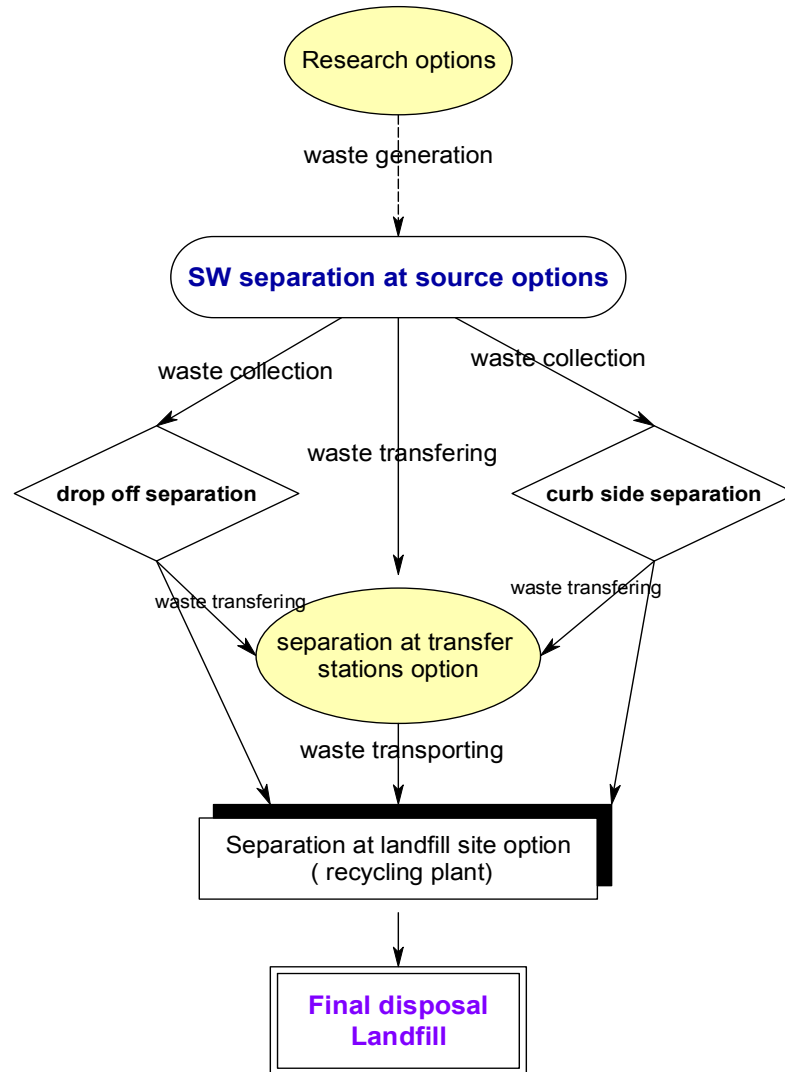 Research options
waste generation
SW separation at source options
waste collection
waste collection
waste transfering
drop off separation
curb side separation
waste transfering
waste transfering
separation at transfer
stations option
waste transporting
Separation at landfill site option
( recycling plant)
Final disposal
Landfill